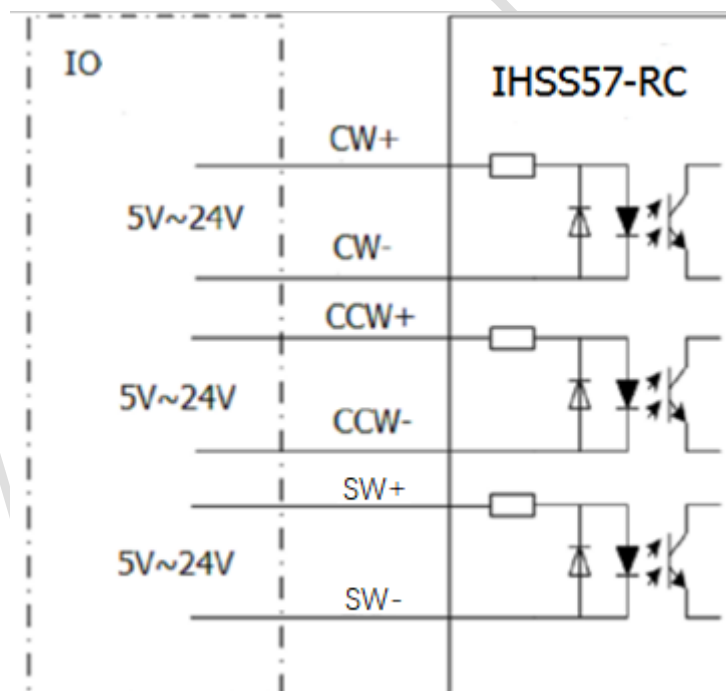 IO
IHSS57-RC
CW+
5V~24V
CW-
CCW+
5V~24V
CCW-
SW+
5V~24V
SW-